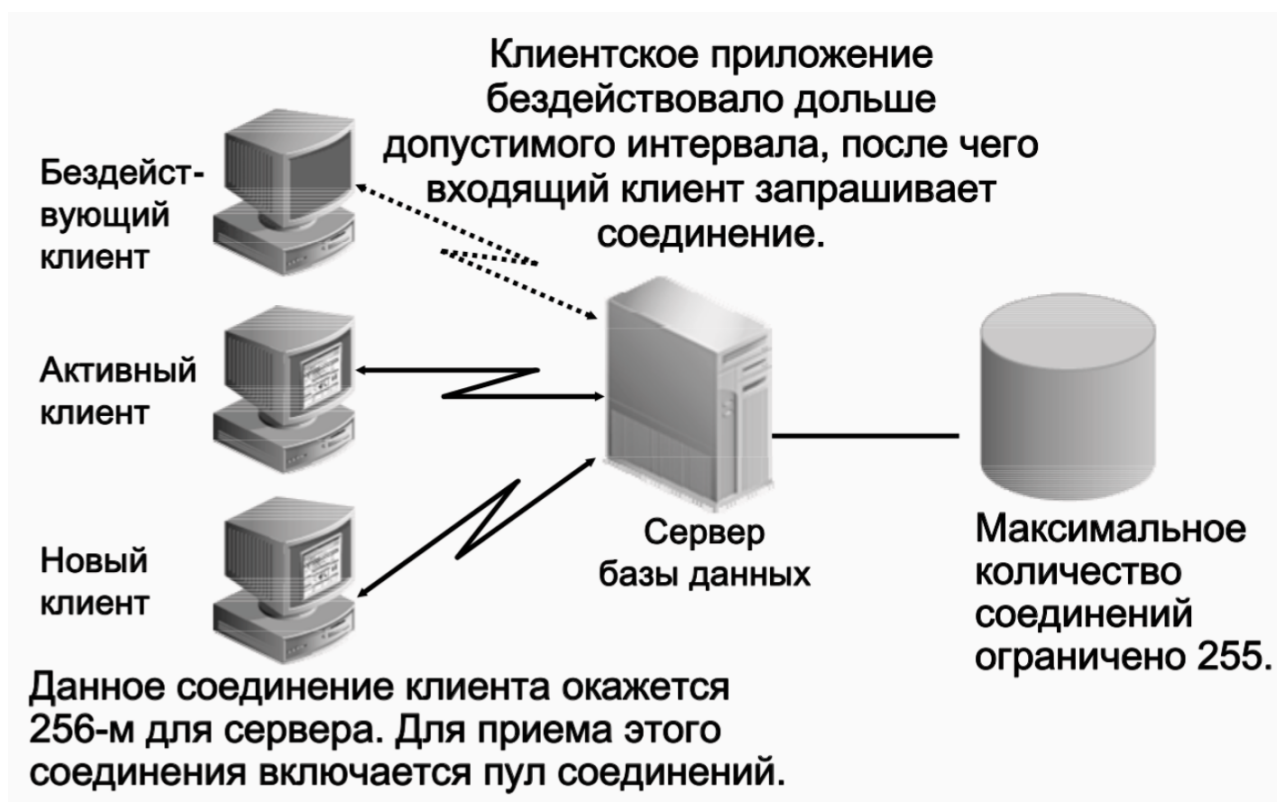 Клиентское приложение
бездействовало дольше
допустимого интервала, после чего
входящий клиент запрашивает
соединение.
Бездейст-
вующий
клиент
Активный
клиент
Новый
клиент
Сервер
базы данных
Максимальное
количество
соединений
ограничено 255.
Данное соединение клиента окажется
256-м для сервера. Для приема этого
соединения включается пул соединений.